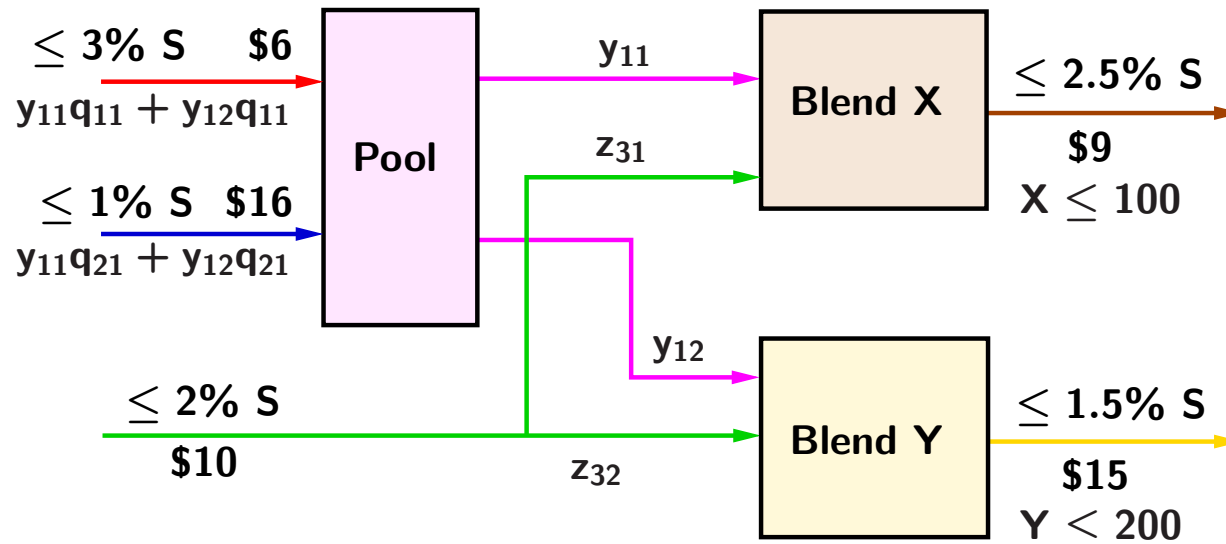 ≤ 3% S $6
y₁₁q₁₁ + y₁₂q₁₁
≤ 1% S $16
y₁₁q₂₁ + y₁₂q₂₁
Pool
y₁₁
z₃₁
Blend X
≤ 2.5% S
$9
X ≤ 100
≤ 2% S
$10
y₁₂
z₃₂
Blend Y
≤ 1.5% S
$15
Y < 200